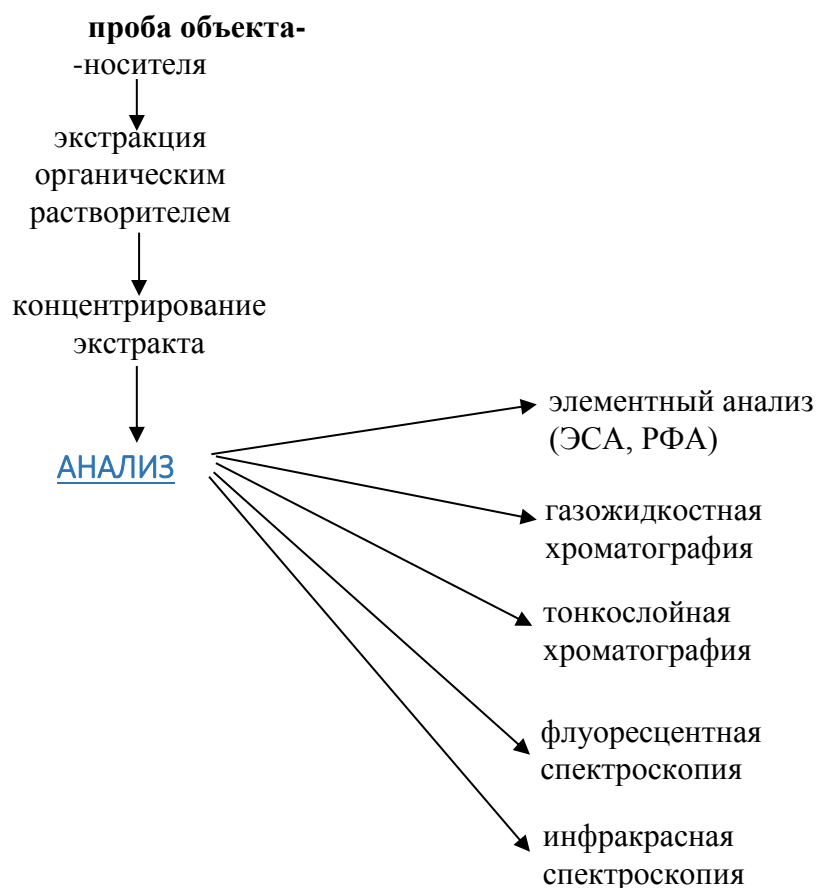 проба объекта-
-носителя
экстракция
органическим
растворителем
концентрирование
экстракта
АНАЛИЗ
элементный анализ
(ЭСА, РФА)
газожидкостная
хроматография
тонкослойная
хроматография
флуоресцентная
спектроскопия
инфракрасная
спектроскопия